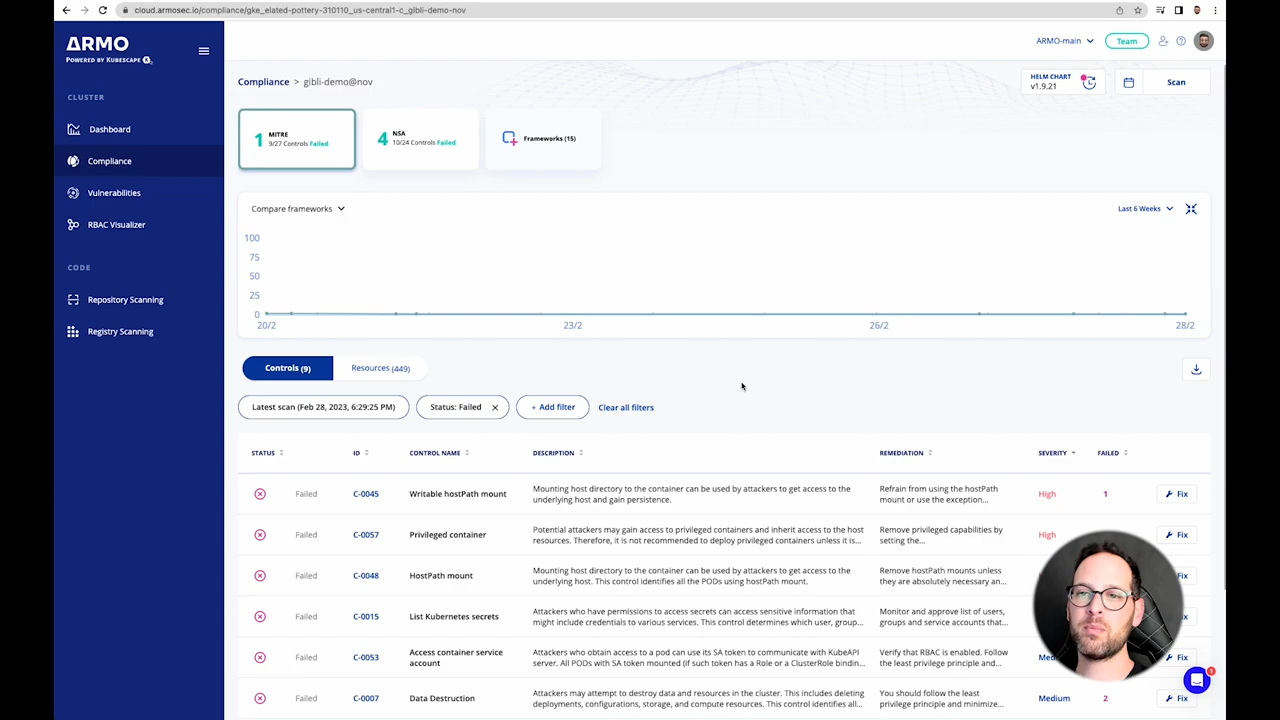 cloud.armosec.io/compliance/gke_elated-pottery-310110_us-central1-c_gibli-demo-nov
ARMO
POWERED BY KUBESCAPE
ARMO-main
Team
CLUSTER
Dashboard
Compliance
Vulnerabilities
RBAC Visualizer
CODE
Repository Scanning
Registry Scanning
Compliance > gibli-demo@nov
HELM CHART
v1.9.21
Scan
1 MITRE
9/27 Controls Failed
4 NSA
10/24 Controls Failed
Frameworks (15)
Compare frameworks
Last 6 Weeks
100
75
50
25
0
20/2 23/2 26/2 28/2
Controls (9)
Resources (449)
Latest scan (Feb 28, 2023, 6:29:25 PM)
Status: Failed
+ Add filter
Clear all filters
STATUS ID CONTROL NAME DESCRIPTION REMEDIATION SEVERITY FAILED
Failed C-0045 Writable hostPath mount
Mounting host directory to the container can be used by attackers to get access to the
underlying host and gain persistence.
Refrain from using the hostPath
mount or use the exception...
High 1 Fix
Failed C-0057 Privileged container
Potential attackers may gain access to privileged containers and inherit access to the host
resources. Therefore, it is not recommended to deploy privileged containers unless it is...
Remove privileged capabilities by
setting the...
High Fix
Failed C-0048 HostPath mount
Mounting host directory to the container can be used by attackers to get access to the
underlying host. This control identifies all the PODs using hostPath mount.
Remove hostPath mounts unless
they are absolutely necessary an...
Fix
Failed C-0015 List Kubernetes secrets
Attackers who have permissions to access secrets can access sensitive information that
might include credentials to various services. This control determines which user, group...
Monitor and approve list of users,
groups and service accounts that...
Failed C-0053 Access container service
account
Attackers who obtain access to a pod can use its SA token to communicate with KubeAPI
server. All PODs with SA token mounted (if such token has a Role or a ClusterRole bindin...
Verify that RBAC is enabled. Follow
the least privilege principle and...
Med Fix
Failed C-0007 Data Destruction
Attackers may attempt to destroy data and resources in the cluster. This includes deleting
deployments, configurations, storage, and compute resources. This control identifies all...
You should follow the least
privilege principle and minimize...
Medium 2 Fix
1